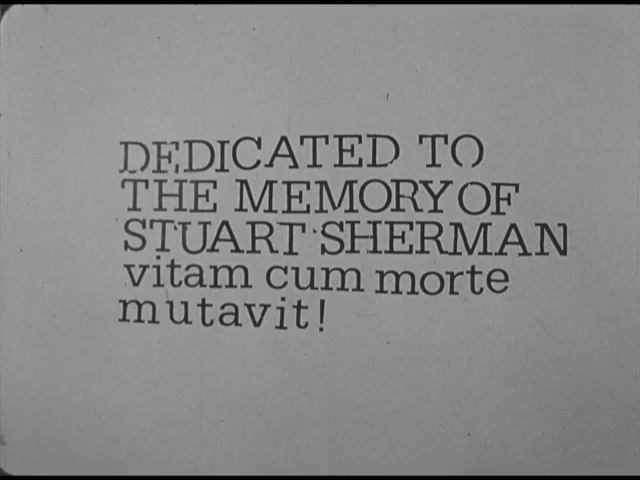 DEDICATED TO
THE MEMORY OF
STUART SHERMAN
vitam cum morte
mutavit!